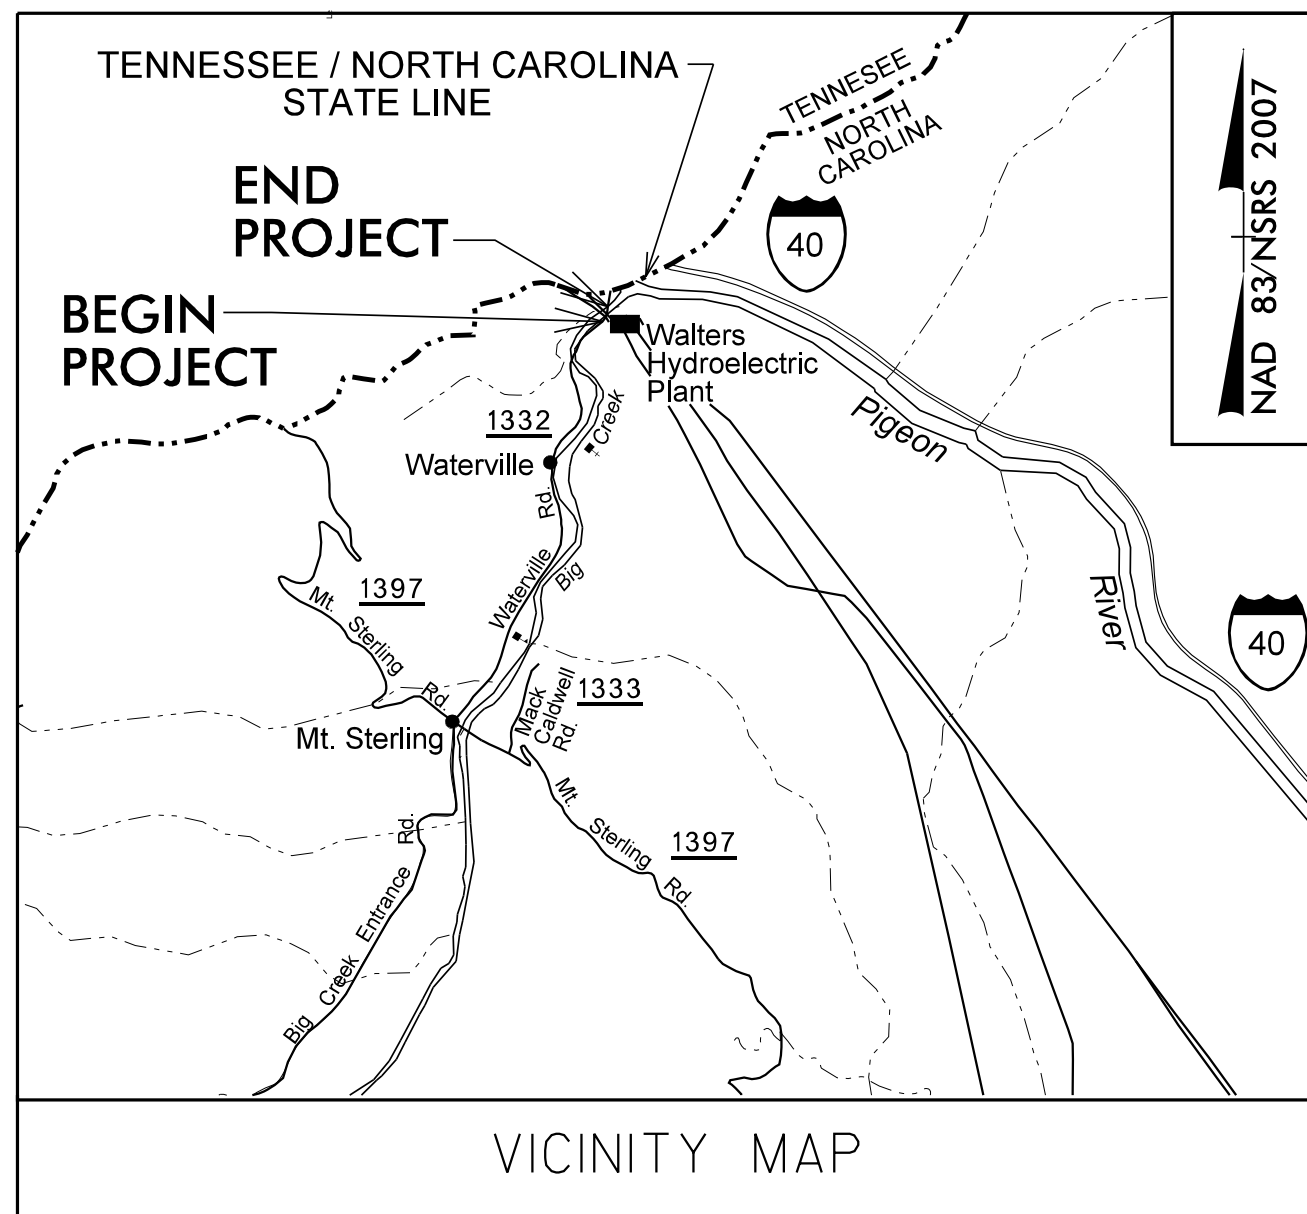 TENNESSEE / NORTH CAROLINA
STATE LINE
TENNESEE
NORTH
CAROLINA
END
PROJECT
BEGIN
PROJECT
40
NAD 83/NSRS 2007
Walters
Hydroelectric
Plant
Pigeon
River
40
1332
Creek
Waterville
Rd.
Waterville
Big
1397
Mt.
Sterling
Rd.
1333
Mack
Caldwell
Rd.
Mt. Sterling
Mt.
Sterling
Rd.
1397
Rd.
Entrance
Creek
Big
VICINITY MAP